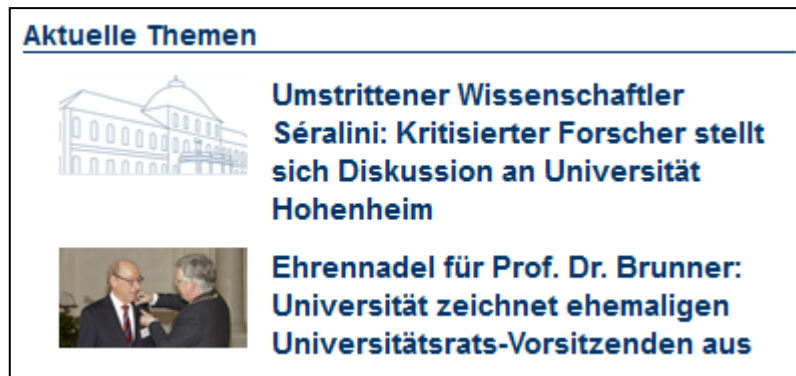 Aktuelle Themen
Umstrittener Wissenschaftler
Séralini: Kritisierter Forscher stellt
sich Diskussion an Universität
Hohenheim
Ehrennadel für Prof. Dr. Brunner:
Universität zeichnet ehemaligen
Universitätsrats-Vorsitzenden aus